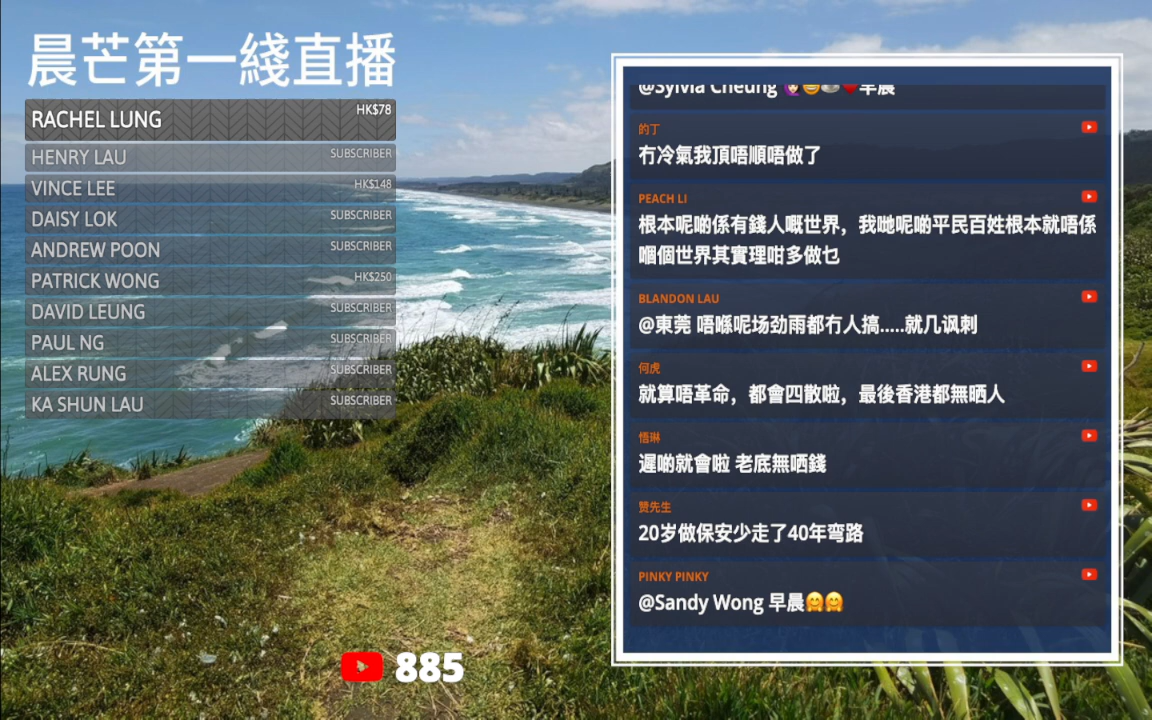 晨芒第一綫直播
RACHEL LUNG HK$78
HENRY LAU SUBSCRIBER
VINCE LEE HK$148
DAISY LOK SUBSCRIBER
ANDREW POON SUBSCRIBER
PATRICK WONG HK$250
DAVID LEUNG SUBSCRIBER
PAUL NG SUBSCRIBER
ALEX RUNG SUBSCRIBER
KA SHUN LAU SUBSCRIBER
885
@Sylvia Cheung 早晨
的丁
冇冷氣我頂唔順唔做了
PEACH LI
根本呢啲係有錢人嘅世界，我哋呢啲平民百姓根本就唔係
嗰個世界其實理咁多做乜
BLANDON LAU
@東莞 唔喺呢场劲雨都冇人搞.....就几讽刺
何虎
就算唔革命，都會四散啦，最後香港都無晒人
悟琳
遲啲就會啦 老底無哂錢
赞先生
20岁做保安少走了40年弯路
PINKY PINKY
@Sandy Wong 早晨🤗🤗